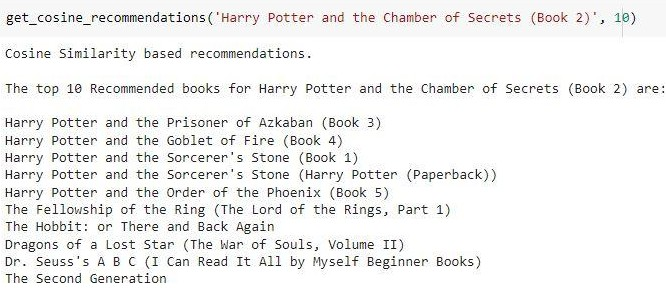 get_cosine_recommendations('Harry Potter and the Chamber of Secrets (Book 2)', 10)
Cosine Similarity based recommendations.
The top 10 Recommended books for Harry Potter and the Chamber of Secrets (Book 2) are:
Harry Potter and the Prisoner of Azkaban (Book 3)
Harry Potter and the Goblet of Fire (Book 4)
Harry Potter and the Sorcerer's Stone (Book 1)
Harry Potter and the Sorcerer's Stone (Harry Potter (Paperback))
Harry Potter and the Order of the Phoenix (Book 5)
The Fellowship of the Ring (The Lord of the Rings, Part 1)
The Hobbit: or There and Back Again
Dragons of a Lost Star (The War of Souls, Volume II)
Dr. Seuss's A B C (I Can Read It All by Myself Beginner Books)
The Second Generation